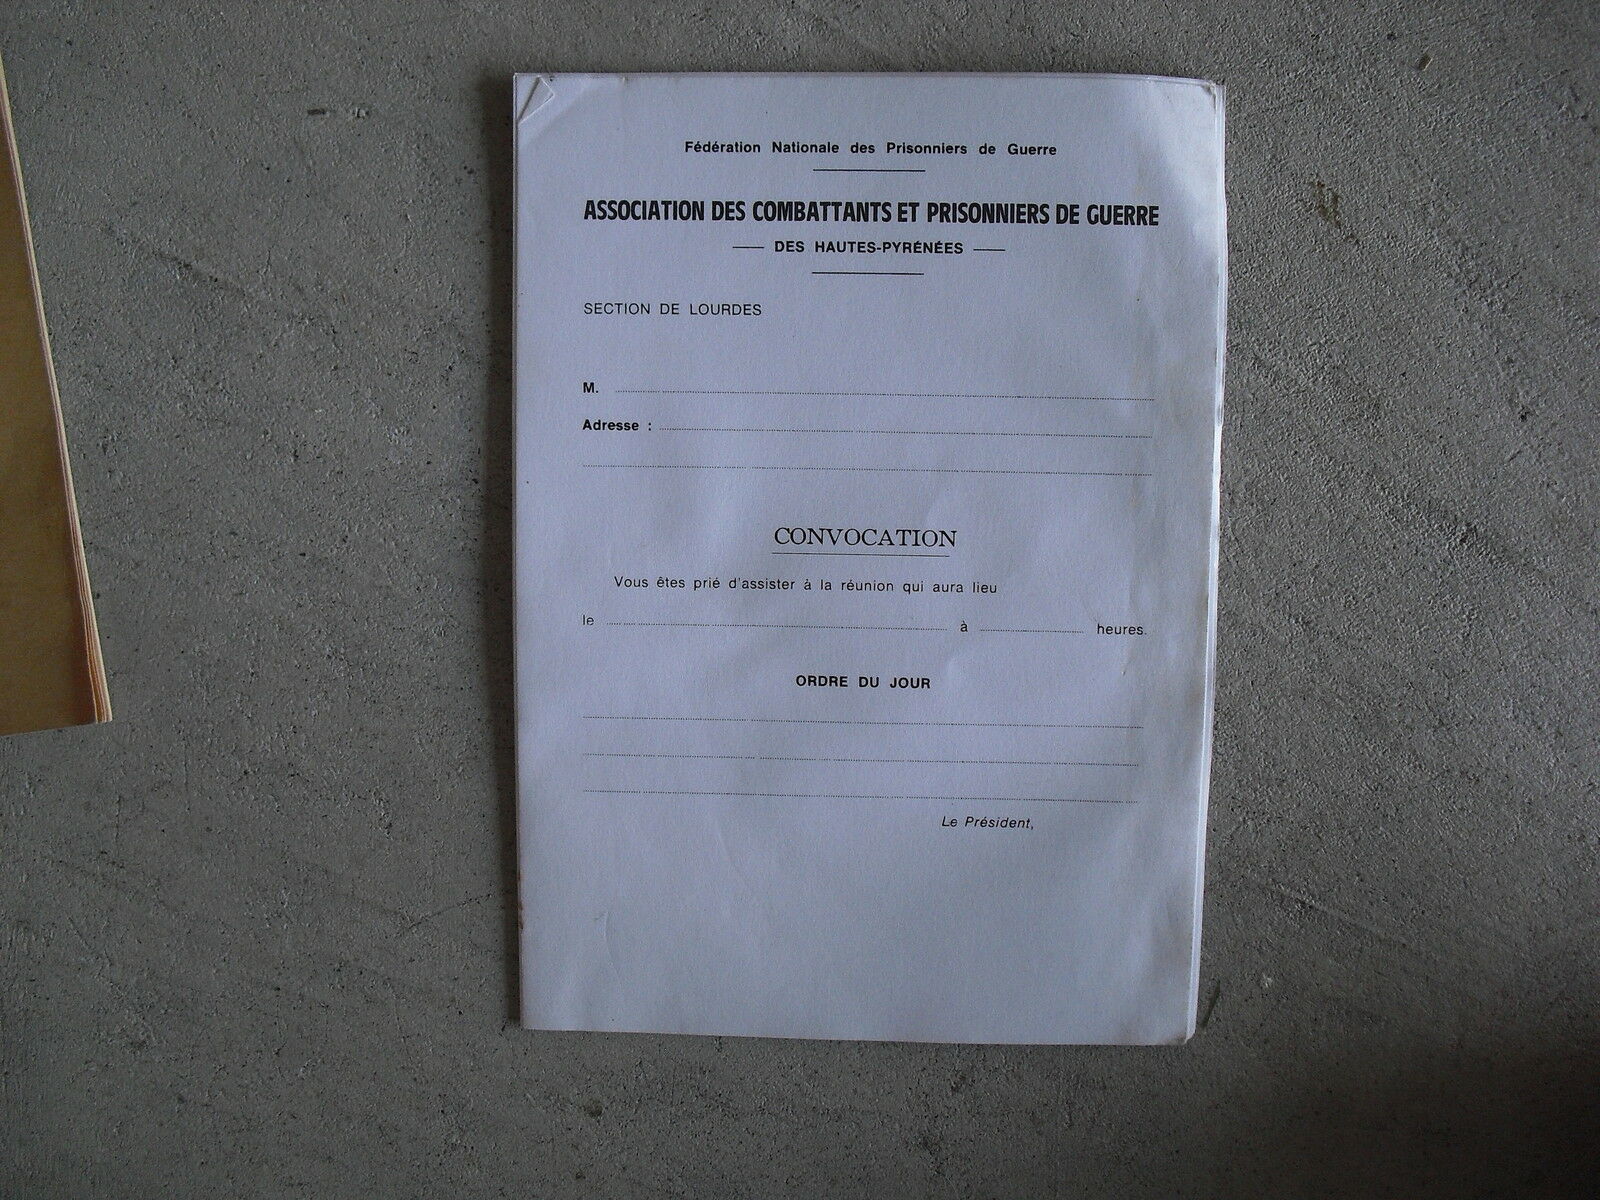 Fédération Nationale des Prisonniers de Guerre
ASSOCIATION DES COMBATTANTS ET PRISONNIERS DE GUERRE
DES HAUTES-PYRÉNÉES
SECTION DE LOURDES
M.
Adresse :
CONVOCATION
Vous êtes prié d'assister à la réunion qui aura lieu
le à heures.
ORDRE DU JOUR
Le Président,